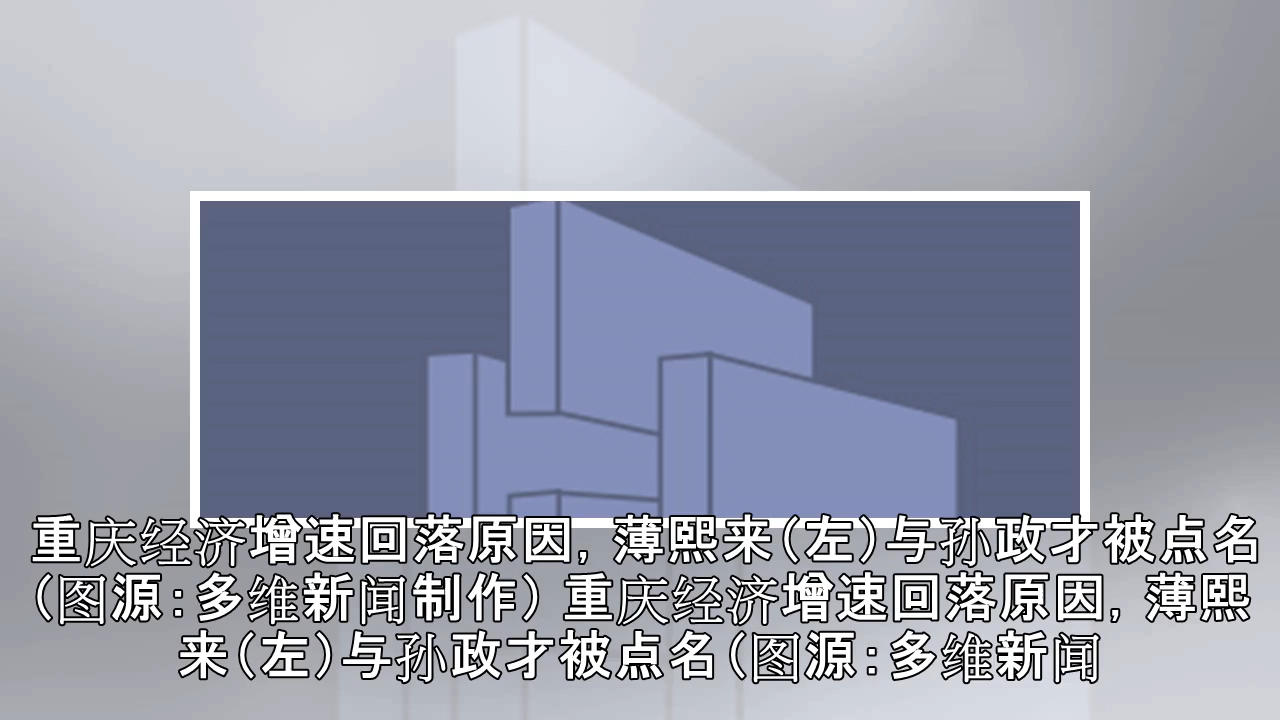 重庆经济增速回落原因, 薄熙来(左)与孙政才被点名
(图源:多维新闻制作) 重庆经济增速回落原因, 薄熙
来(左)与孙政才被点名(图源:多维新闻